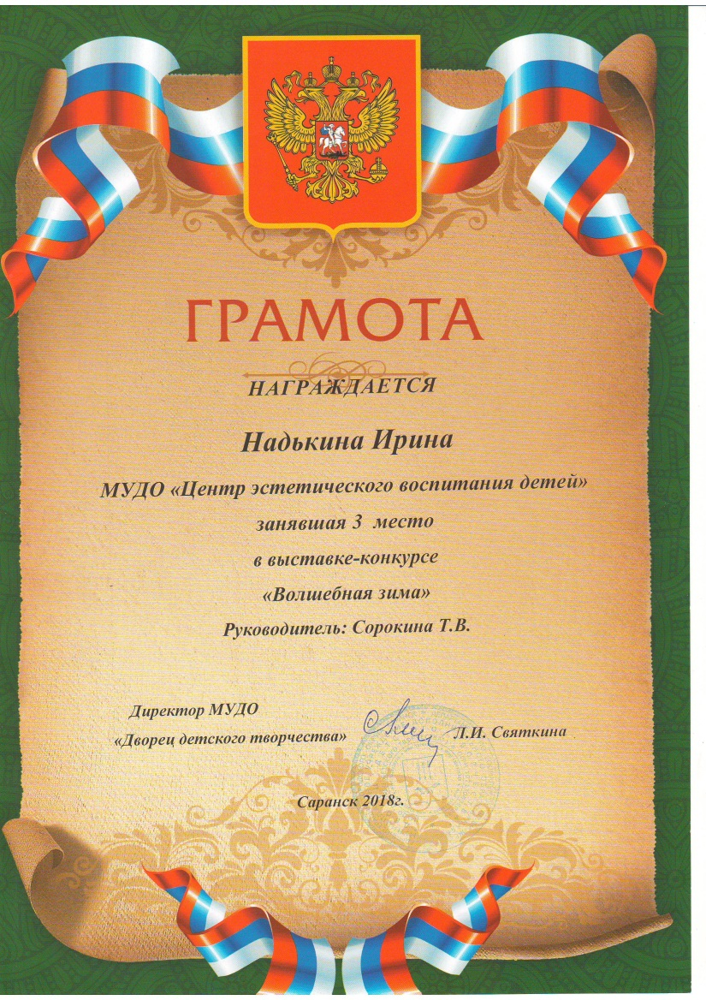 ГРАМОТА
НАГРАЖДАЕТСЯ
Надькина Ирина
МУДО «Центр эстетического воспитания детей»
занявшая 3 место
в выставке-конкурсе
«Волшебная зима»
Руководитель: Сорокина Т.В.
Директор МУДО
«Дворец детского творчества» Л.И. Святкина
Саранск 2018г.